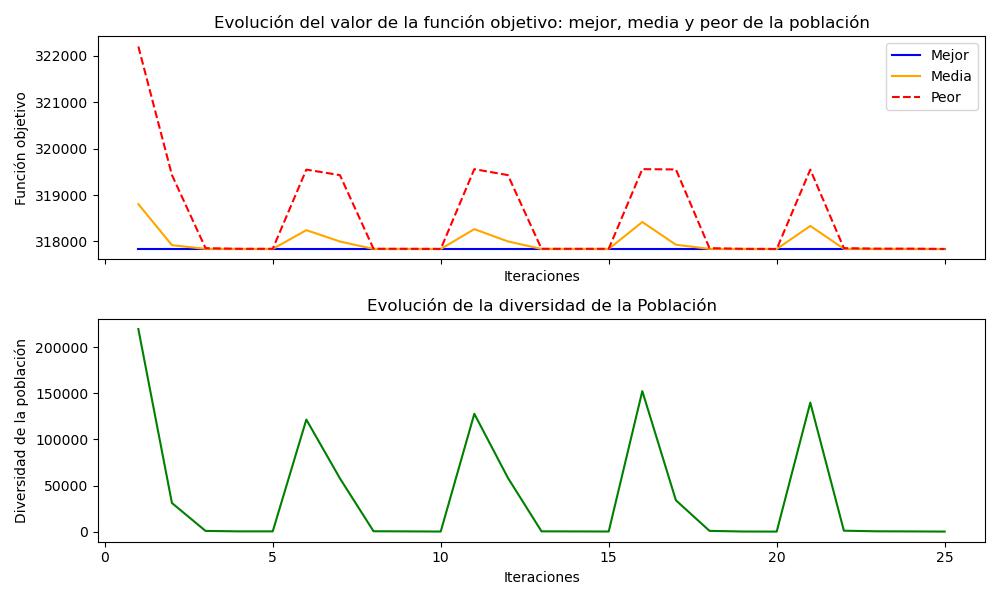 Evolución del valor de la función objetivo: mejor, media y peor de la población
Función objetivo
322000
321000
320000
319000
318000
Mejor
Media
Peor
Iteraciones
Evolución de la diversidad de la Población
Diversidad de la población
200000
150000
100000
50000
0
0 5 10 15 20 25
Iteraciones